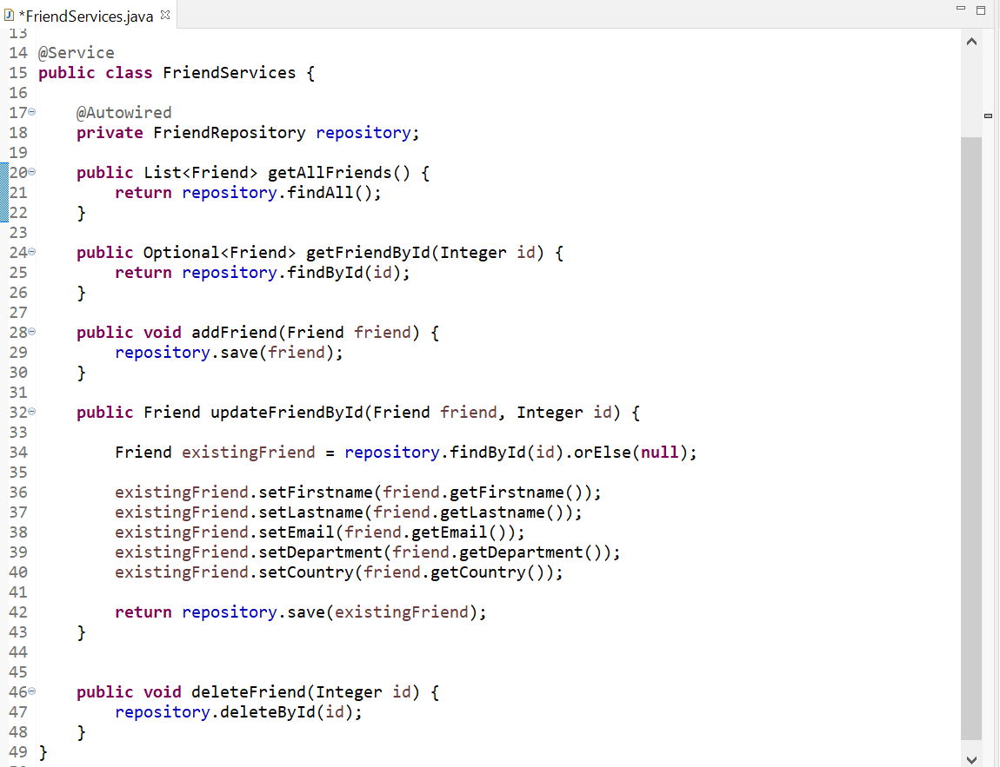 *FriendServices.java
13
14 @Service
15 public class FriendServices {
16
17     @Autowired
18     private FriendRepository repository;
19
20     public List<Friend> getAllFriends() {
21         return repository.findAll();
22     }
23
24     public Optional<Friend> getFriendById(Integer id) {
25         return repository.findById(id);
26     }
27
28     public void addFriend(Friend friend) {
29         repository.save(friend);
30     }
31
32     public Friend updateFriendById(Friend friend, Integer id) {
33
34         Friend existingFriend = repository.findById(id).orElse(null);
35
36         existingFriend.setFirstname(friend.getFirstname());
37         existingFriend.setLastname(friend.getLastname());
38         existingFriend.setEmail(friend.getEmail());
39         existingFriend.setDepartment(friend.getDepartment());
40         existingFriend.setCountry(friend.getCountry());
41
42         return repository.save(existingFriend);
43     }
44
45
46     public void deleteFriend(Integer id) {
47         repository.deleteById(id);
48     }
49 }